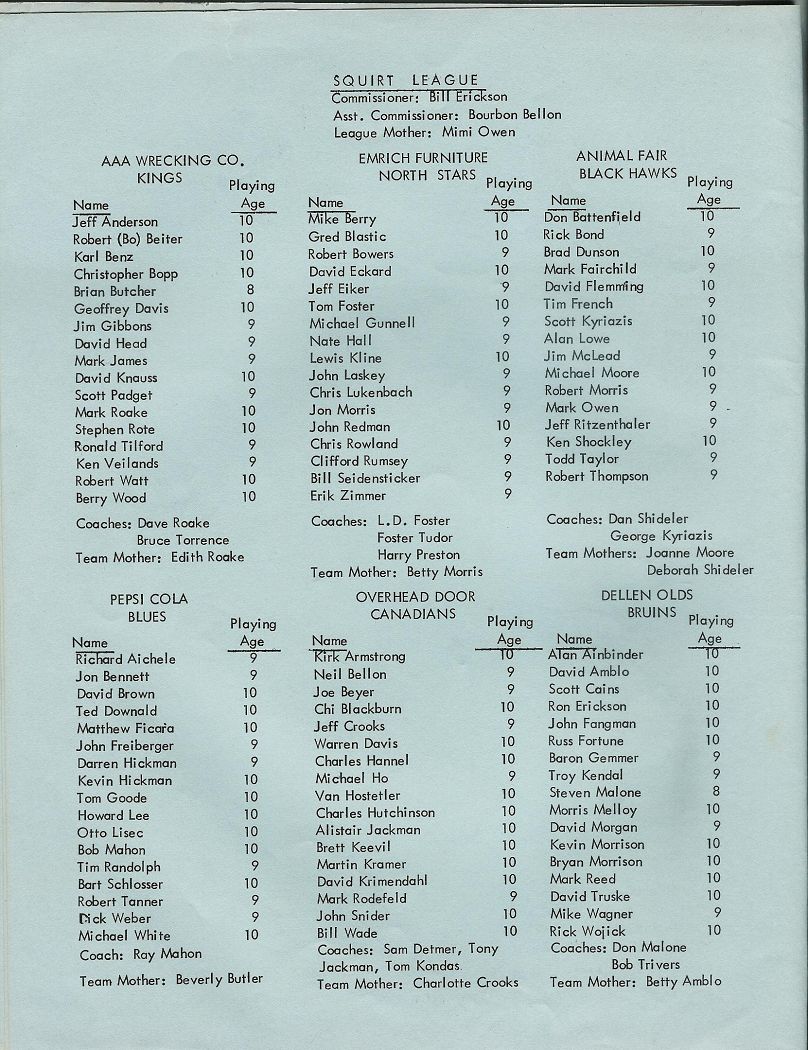 SQUIRT LEAGUE
Commissioner: Bill Erickson
Asst. Commissioner: Bourbon Bellon
League Mother: Mimi Owen
AAA WRECKING CO.
KINGS
Name Playing Age
Jeff Anderson 10
Robert (Bo) Beiter 10
Karl Benz 10
Christopher Bopp 10
Brian Butcher 8
Geoffrey Davis 10
Jim Gibbons 9
David Head 9
Mark James 9
David Knauss 10
Scott Padget 9
Mark Roake 10
Stephen Rote 10
Ronald Tilford 9
Ken Veilands 9
Robert Watt 10
Berry Wood 10
Coaches: Dave Roake
Bruce Torrence
Team Mother: Edith Roake
EMRICH FURNITURE
NORTH STARS
Name Playing Age
Mike Berry 10
Gred Blastic 10
Robert Bowers 9
David Eckard 10
Jeff Eiker 9
Tom Foster 10
Michael Gunnell 9
Nate Hall 9
Lewis Kline 10
John Laskey 9
Chris Lukenbach 9
Jon Morris 9
John Redman 10
Chris Rowland 9
Clifford Rumsey 9
Bill Seidensticker 9
Erik Zimmer 9
Coaches: L.D. Foster
Foster Tudor
Harry Preston
Team Mother: Betty Morris
ANIMAL FAIR
BLACK HAWKS
Name Playing Age
Don Battenfield 10
Rick Bond 9
Brad Dunson 10
Mark Fairchild 9
David Flemming 10
Tim French 9
Scott Kyriazis 10
Alan Lowe 10
Jim McLead 9
Michael Moore 10
Robert Morris 9
Mark Owen 9
Jeff Ritzenthaler 9
Ken Shockley 10
Todd Taylor 9
Robert Thompson 9
Coaches: Dan Shideler
George Kyriazis
Team Mothers: Joanne Moore
Deborah Shideler
PEPSI COLA
BLUES
Name Playing Age
Richard Aichele 9
Jon Bennett 9
David Brown 10
Ted Downald 10
Matthew Ficara 10
John Freiberger 9
Darren Hickman 9
Kevin Hickman 10
Tom Goode 10
Howard Lee 10
Otto Lisec 10
Bob Mahon 10
Tim Randolph 9
Bart Schlosser 10
Robert Tanner 9
Dick Weber 9
Michael White 10
Coach: Ray Mahon
Team Mother: Beverly Butler
OVERHEAD DOOR
CANADIANS
Name Playing Age
Kirk Armstrong 10
Neil Bellon 9
Joe Beyer 9
Chi Blackburn 10
Jeff Crooks 9
Warren Davis 10
Charles Hannel 10
Michael Ho 9
Van Hostetler 10
Charles Hutchinson 10
Alistair Jackman 10
Brett Keevil 10
Martin Kramer 10
David Krimendahl 10
Mark Rodefeld 9
John Snider 10
Bill Wade 10
Coaches: Sam Detmer, Tony
Jackman, Tom Kondas.
Team Mother: Charlotte Crooks
DELLEN OLDS
BRUINS
Name Playing Age
Alan Ainbinder 10
David Amblo 10
Scott Cains 10
Ron Erickson 10
John Fangman 10
Russ Fortune 10
Baron Gemmer 9
Troy Kendal 9
Steven Malone 8
Morris Melloy 10
David Morgan 9
Kevin Morrison 10
Bryan Morrison 10
Mark Reed 10
David Truske 10
Mike Wagner 9
Rick Wojick 10
Coaches: Don Malone
Bob Trivers
Team Mother: Betty Amblo